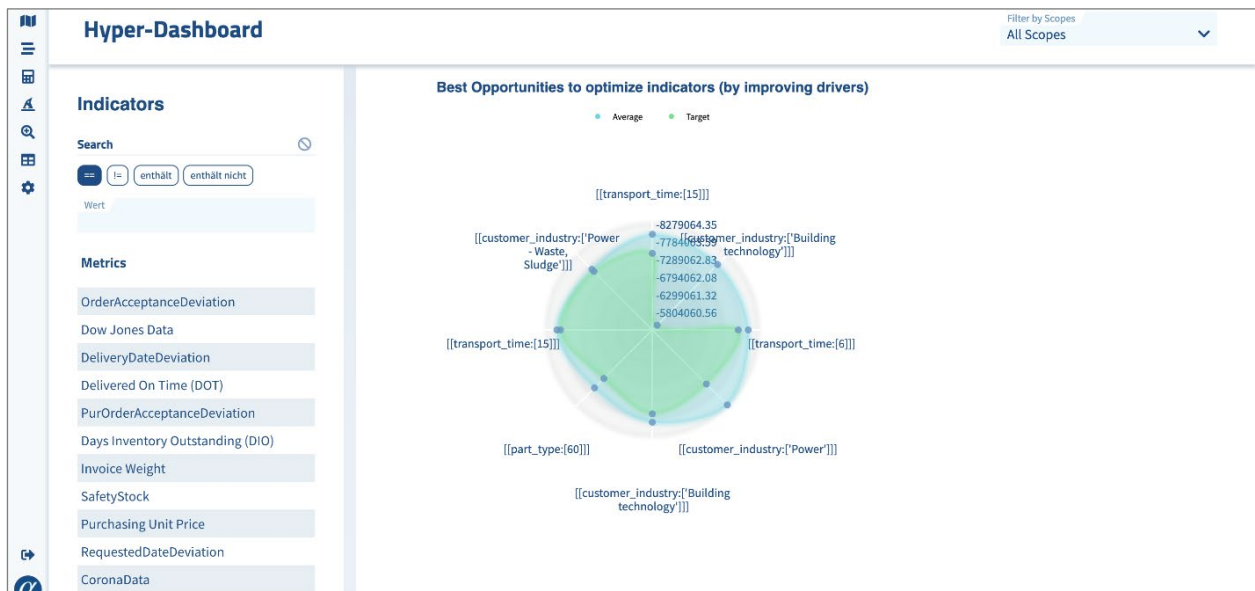 Hyper-Dashboard
Filter by Scopes
All Scopes
Indicators
Search
==
!=
enthält
enthält nicht
Wert
Metrics
OrderAcceptanceDeviation
Dow Jones Data
DeliveryDateDeviation
Delivered On Time (DOT)
PurOrderAcceptanceDeviation
Days Inventory Outstanding (DIO)
Invoice Weight
SafetyStock
Purchasing Unit Price
RequestedDateDeviation
CoronaData
Best Opportunities to optimize indicators (by improving drivers)
Average
Target
[[transport_time:[15]]]
-8279064.35
[[customer_industry:['Building
technology']]]
-7289062.83
-6794062.08
-6299061.32
-5804060.56
[[transport_time:[6]]]
[[customer_industry:['Power']]]
[[customer_industry:['Building
technology']]]
[[part_type:[60]]]
[[transport_time:[15]]]
[[customer_industry:['Power
- Waste,
Sludge']]]